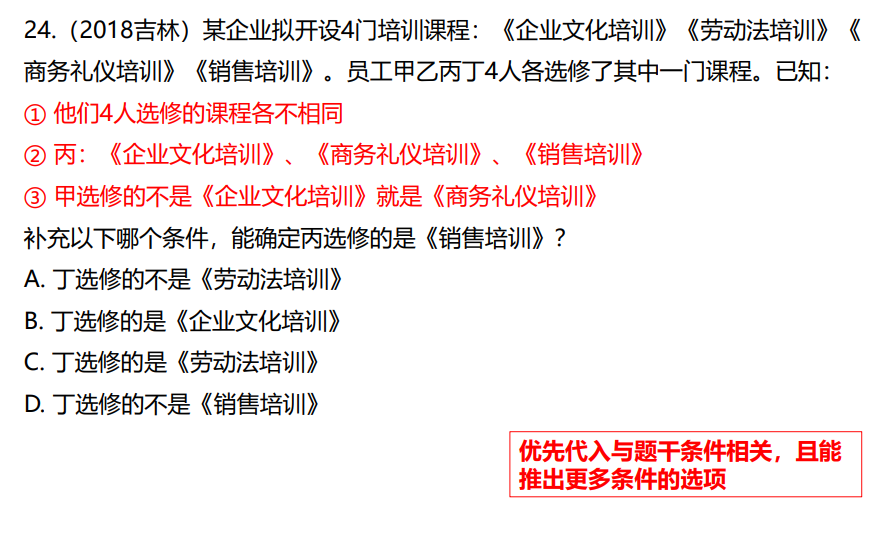 24.（2018吉林）某企业拟开设4门培训课程：《企业文化培训》《劳动法培训》《
商务礼仪培训》《销售培训》。员工甲乙丙丁4人各选修了其中一门课程。已知：
① 他们4人选修的课程各不相同
② 丙：《企业文化培训》、《商务礼仪培训》、《销售培训》
③ 甲选修的不是《企业文化培训》就是《商务礼仪培训》
补充以下哪个条件，能确定丙选修的是《销售培训》？
A. 丁选修的不是《劳动法培训》
B. 丁选修的是《企业文化培训》
C. 丁选修的是《劳动法培训》
D. 丁选修的不是《销售培训》
优先代入与题干条件相关，且能
推出更多条件的选项